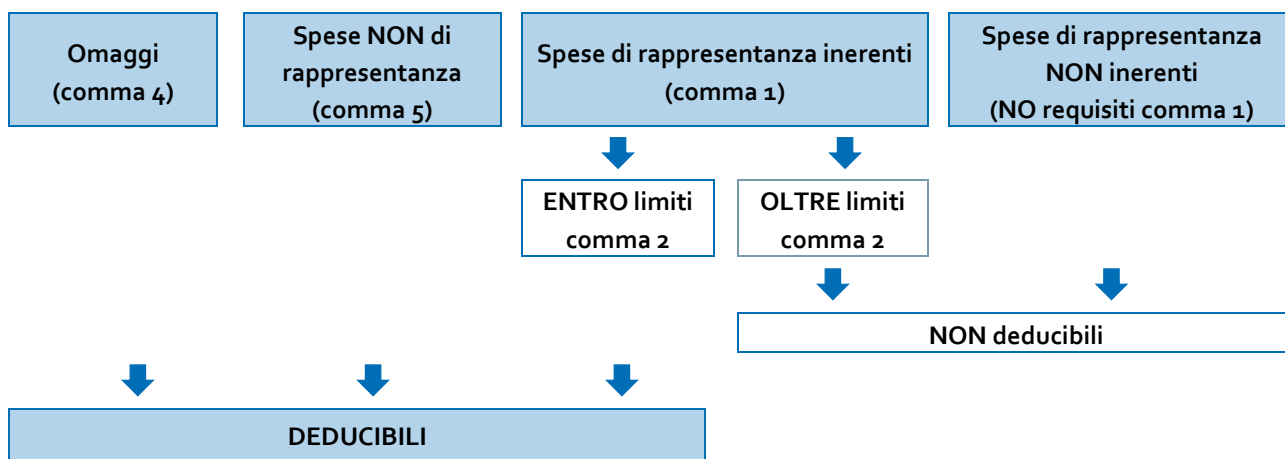 Omaggi
(comma 4)
Spese NON di
rappresentanza
(comma 5)
Spese di rappresentanza inerenti
(comma 1)
Spese di rappresentanza
NON inerenti
(NO requisiti comma 1)
ENTRO limiti
comma 2
OLTRE limiti
comma 2
NON deducibili
DEDUCIBILI